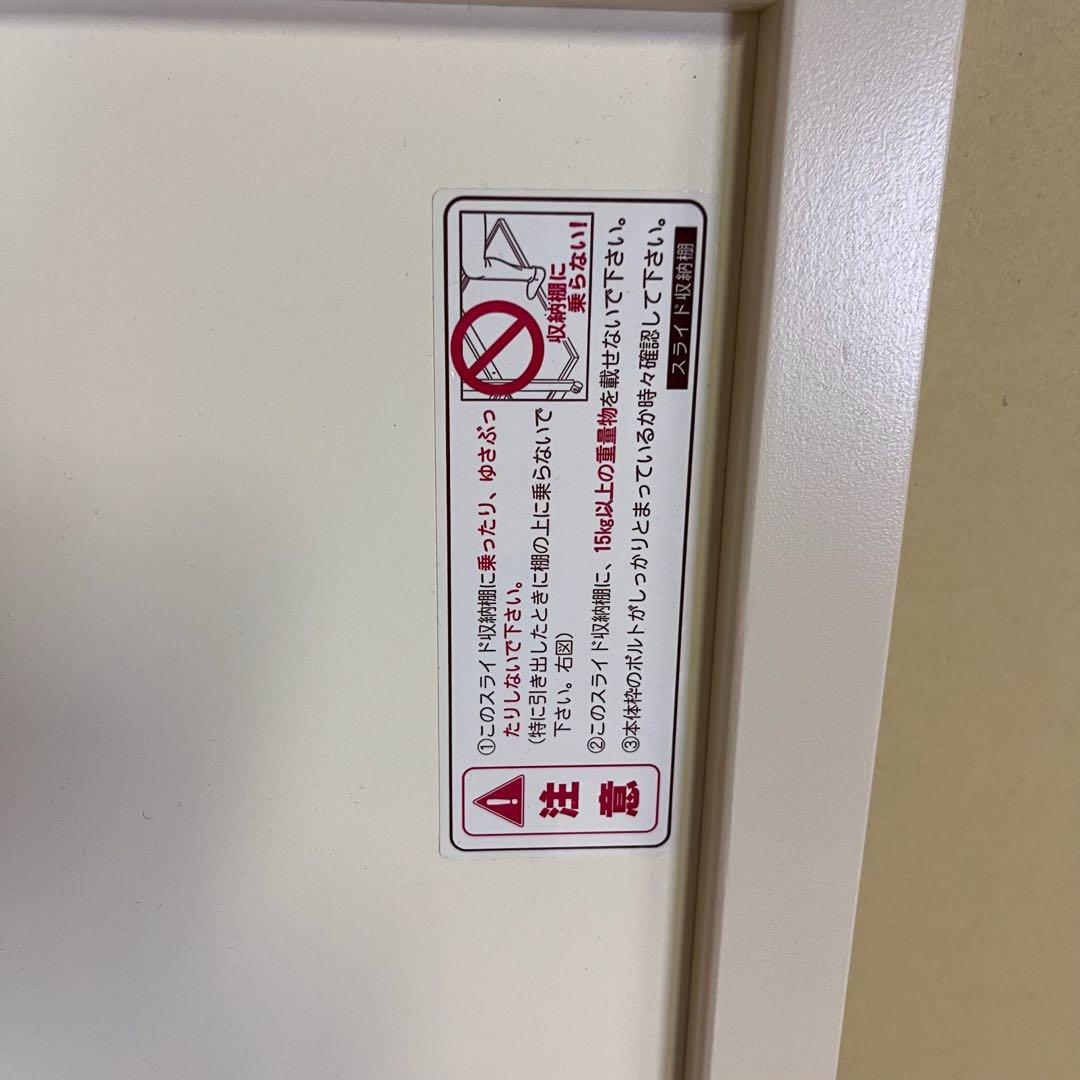 注意
①このスライド収納棚に乗ったり、ゆさぶっ
たりしないで下さい。
(特に引き出したときに棚の上に乗らないで
下さい。右図)
収納棚に
乗らない!
②このスライド収納棚に、15kg以上の重量物を載せないで下さい。
③本体枠のボルトがしっかりとまっているか時々確認して下さい。
スライド収納棚